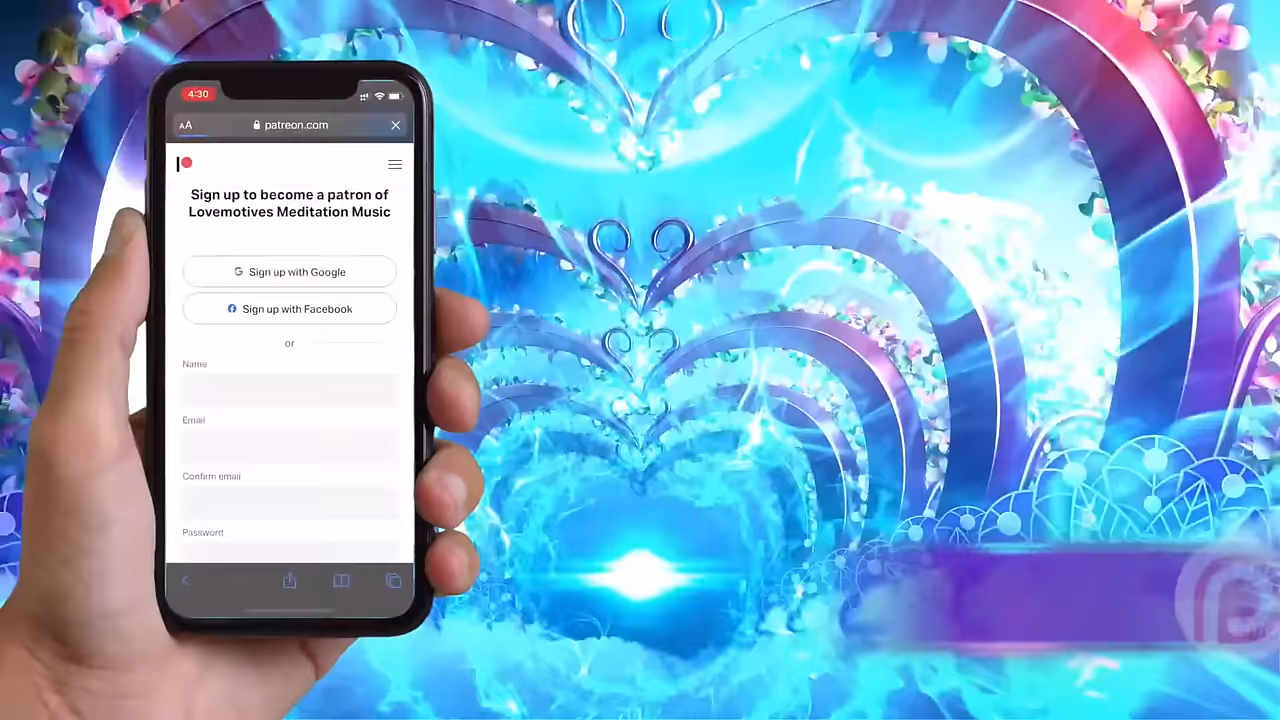 4:30
AA patreon.com
Sign up to become a patron of
Lovemotives Meditation Music
Sign up with Google
Sign up with Facebook
or
Name
Email
Confirm email
Password